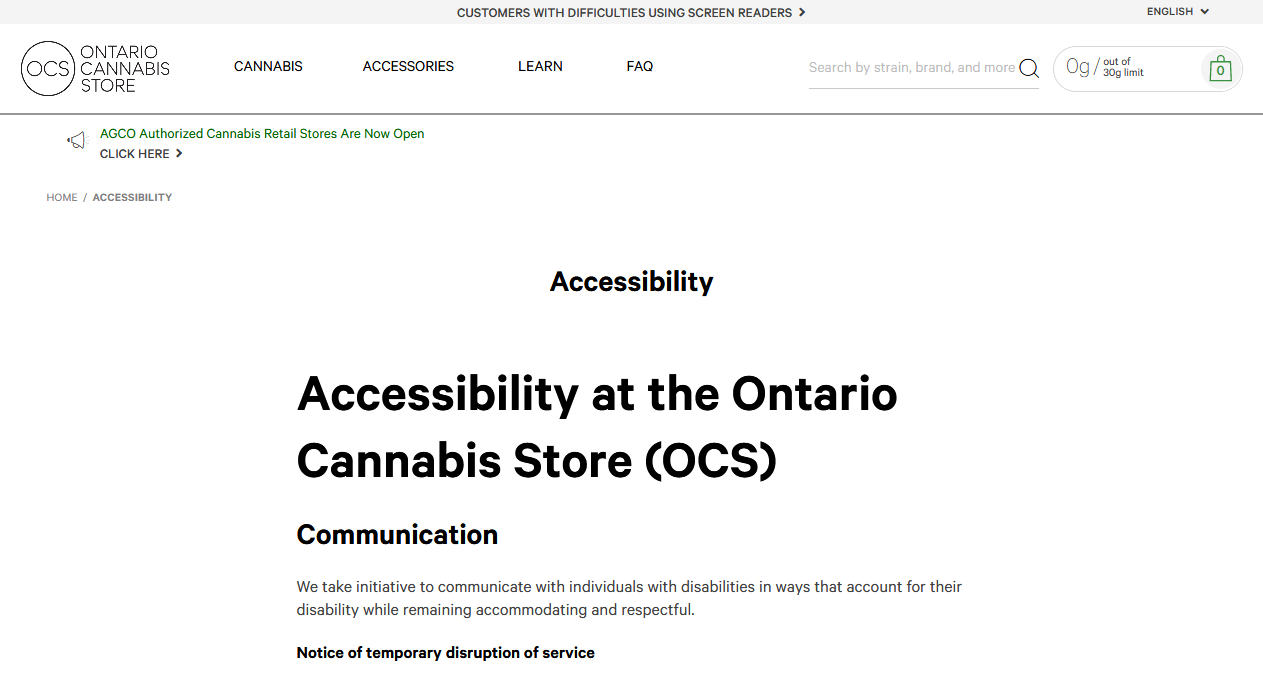 CUSTOMERS WITH DIFFICULTIES USING SCREEN READERS
ENGLISH
OCS
ONTARIO
CANNABIS
STORE
CANNABIS
ACCESSORIES
LEARN
FAQ
Search by strain, brand, and more
0g / out of
30g limit
0
AGCO Authorized Cannabis Retail Stores Are Now Open
CLICK HERE
HOME / ACCESSIBILITY
Accessibility
Accessibility at the Ontario
Cannabis Store (OCS)
Communication
We take initiative to communicate with individuals with disabilities in ways that account for their
disability while remaining accommodating and respectful.
Notice of temporary disruption of service